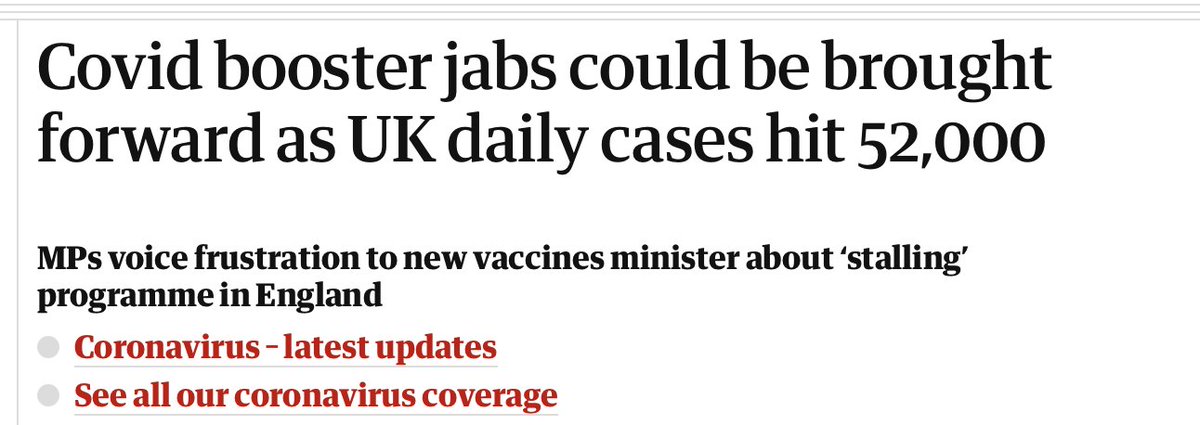 Covid booster jabs could be brought
forward as UK daily cases hit 52,000
MPs voice frustration to new vaccines minister about ‘stalling’
programme in England
Coronavirus – latest updates
See all our coronavirus coverage